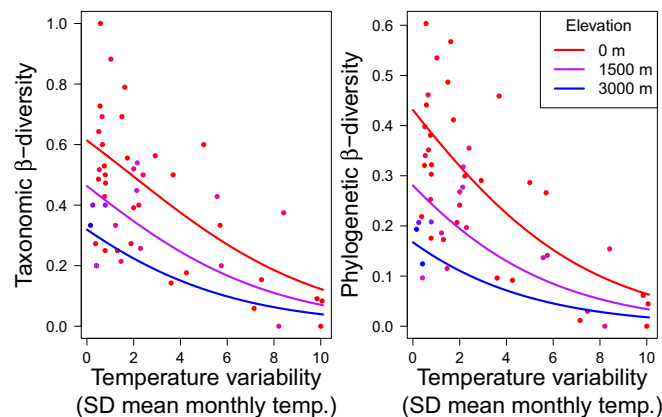 Taxonomic β-diversity
1.0
0.8
0.6
0.4
0.2
0.0
0 2 4 6 8 10
Temperature variability
(SD mean monthly temp.)
Phylogenetic β-diversity
0.6
0.5
0.4
0.3
0.2
0.1
0.0
0 2 4 6 8 10
Temperature variability
(SD mean monthly temp.)
Elevation
0 m
1500 m
3000 m